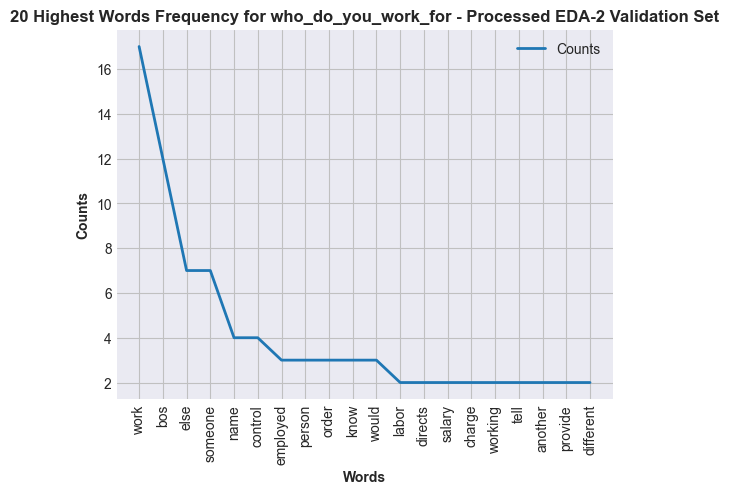 20 Highest Words Frequency for who_do_you_work_for - Processed EDA-2 Validation Set
Counts
16
14
12
10
8
6
4
2
Counts
work
bos
else
someone
name
control
employed
person
order
know
would
labor
directs
salary
charge
working
tell
another
provide
different
Words